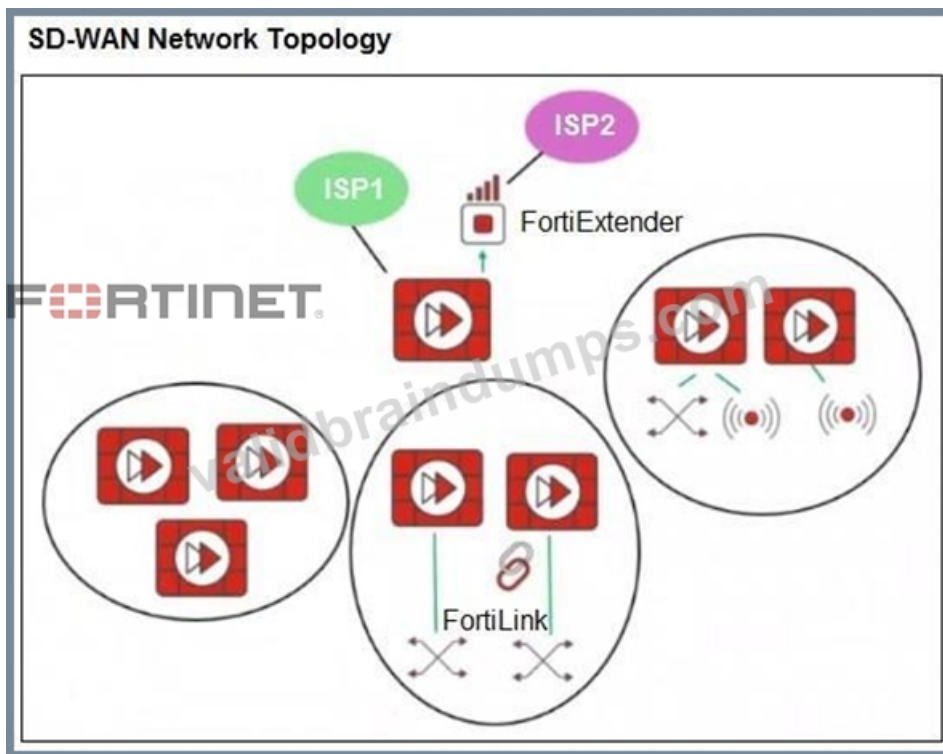 SD-WAN Network Topology
ISP2
ISP1
FortiExtender
FORTINET
validbraindumps.com
FortiLink